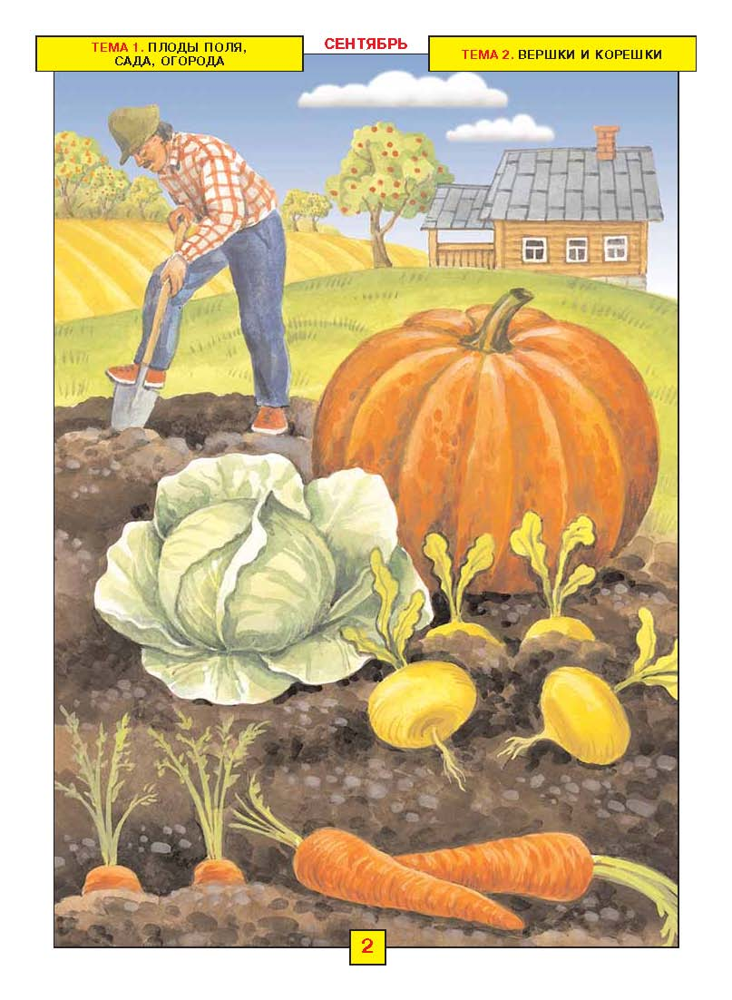 ТЕМА 1. ПЛОДЫ ПОЛЯ,
САДА, ОГОРОДА
СЕНТЯБРЬ
ТЕМА 2. ВЕРШКИ И КОРЕШКИ
2